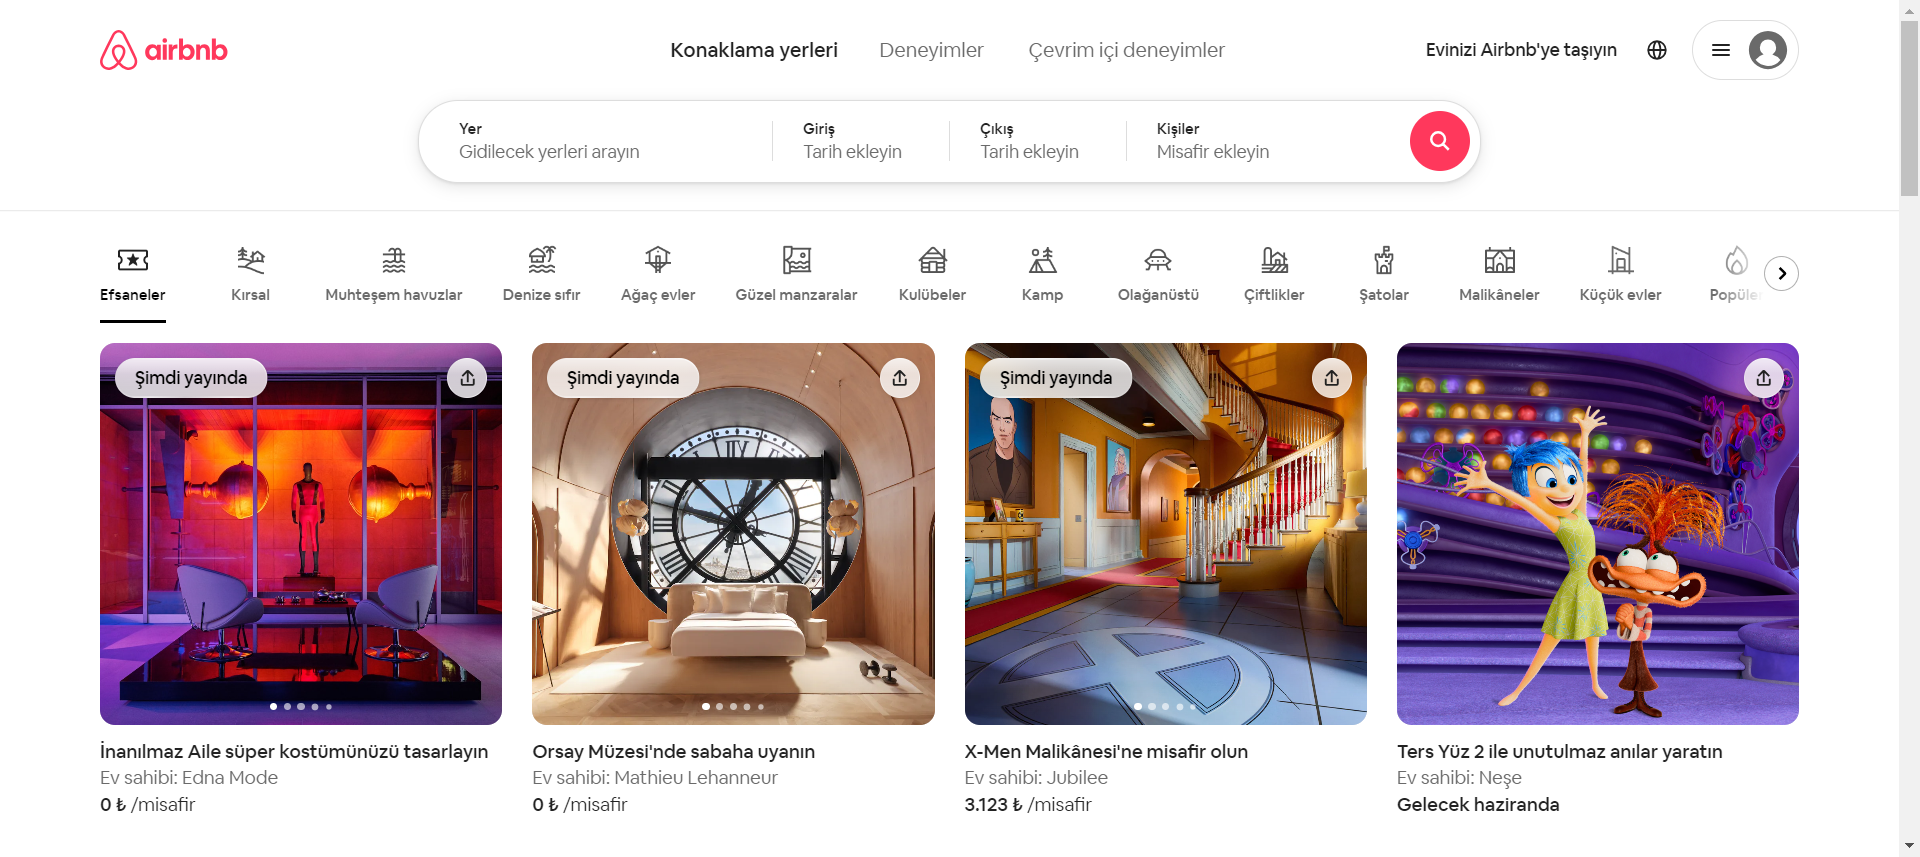 airbnb
Konaklama yerleri
Deneyimler
Çevrim içi deneyimler
Evinizi Airbnb'ye taşıyın
Yer
Gidilecek yerleri arayın
Giriş
Tarih ekleyin
Çıkış
Tarih ekleyin
Kişiler
Misafir ekleyin
Efsaneler
Kırsal
Muhteşem havuzlar
Denize sıfır
Ağaç evler
Güzel manzaralar
Kulübeler
Kamp
Olağanüstü
Çiftlikler
Şatolar
Malikâneler
Küçük evler
Popüle
Şimdi yayında
İnanılmaz Aile süper kostümünüzü tasarlayın
Ev sahibi: Edna Mode
0 ₺ /misafir
Şimdi yayında
Orsay Müzesi'nde sabaha uyanın
Ev sahibi: Mathieu Lehanneur
0 ₺ /misafir
Şimdi yayında
X-Men Malikânesi'ne misafir olun
Ev sahibi: Jubilee
3.123 ₺ /misafir
Ters Yüz 2 ile unutulmaz anılar yaratın
Ev sahibi: Neşe
Gelecek haziranda